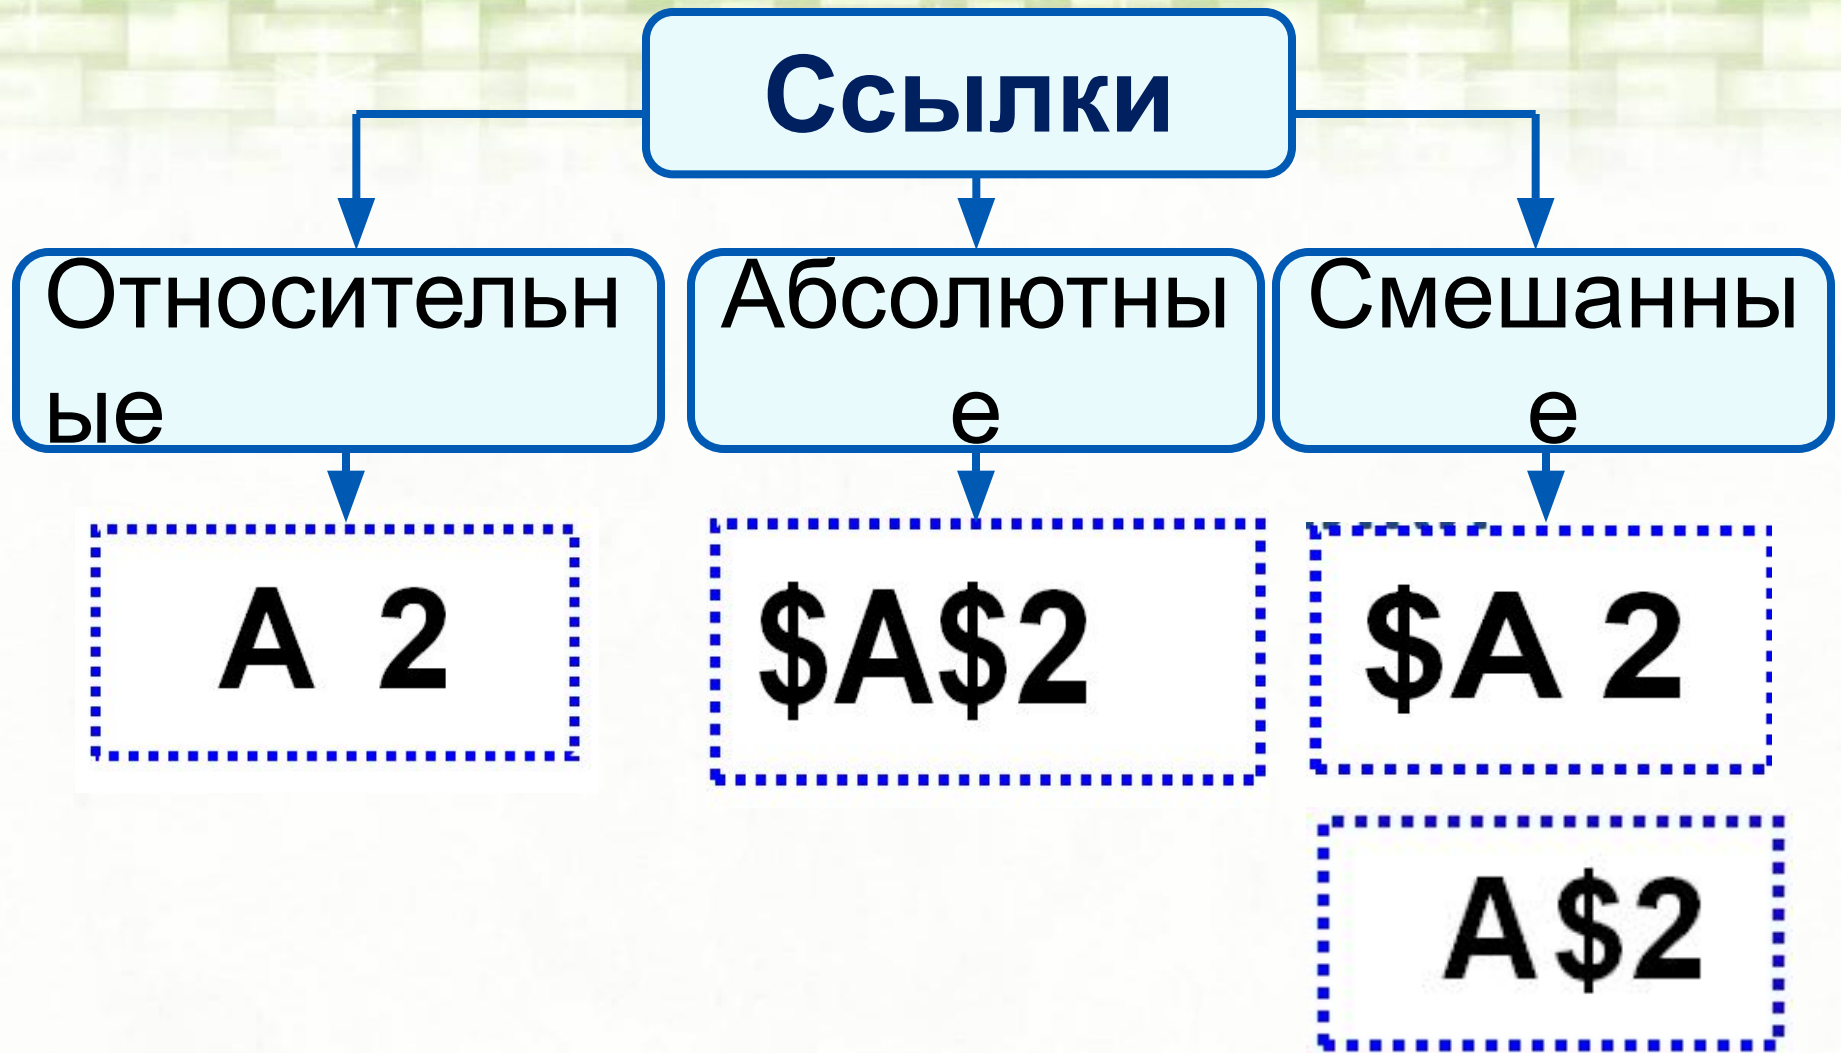 Ссылки
Относительн
ые
Абсолютны
е
Смешанны
е
A 2
$A$2
$A 2
A$2